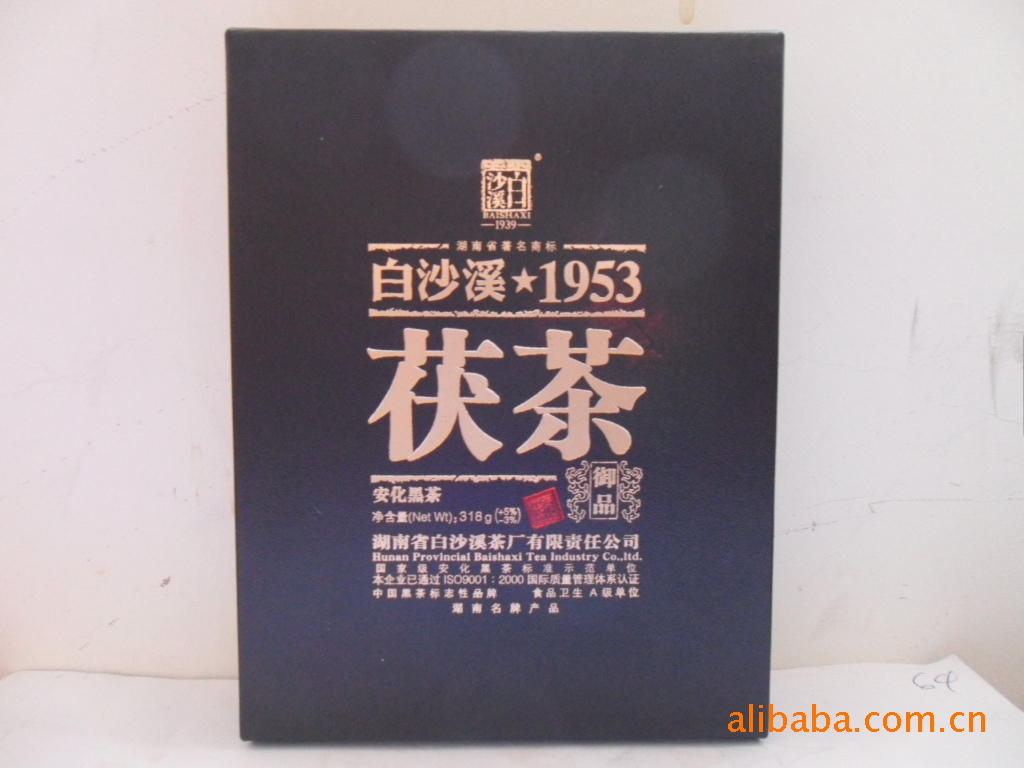 白沙溪
BAISHAXI
1939
湖南省著名商标
白沙溪★1953
茯茶
御品
安化黑茶
净含量(Net Wt):318g(+5% -3%)
湖南省白沙溪茶厂有限责任公司
Hunan Provincial Baishaxi Tea Industry Co.,ltd.
国家级安化黑茶标准示范单位
本企业已通过ISO9001:2000国际质量管理体系认证
中国黑茶标志性品牌 食品卫生A级单位
湖南名牌产品
64
alibaba.com.cn